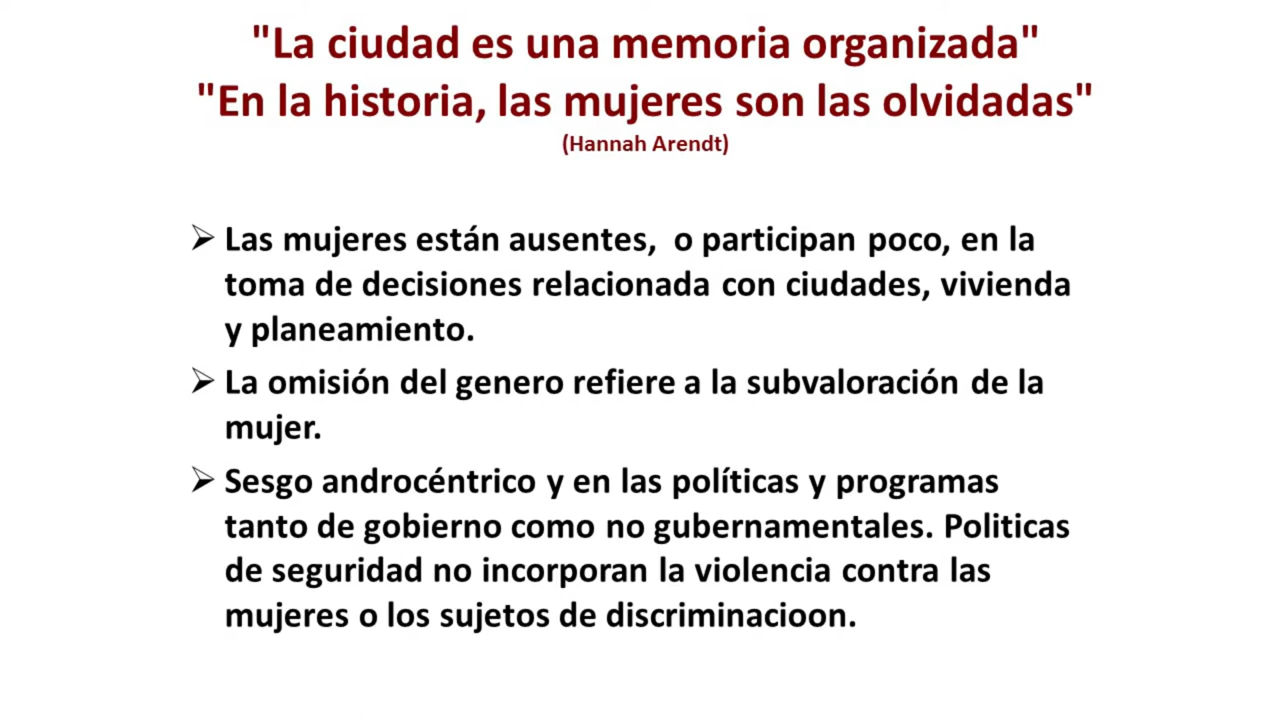 "La ciudad es una memoria organizada"
"En la historia, las mujeres son las olvidadas"
(Hannah Arendt)
➢ Las mujeres están ausentes,  o participan poco, en la
toma de decisiones relacionada con ciudades, vivienda
y planeamiento.
➢ La omisión del genero refiere a la subvaloración de la
mujer.
➢ Sesgo androcéntrico y en las políticas y programas
tanto de gobierno como no gubernamentales. Politicas
de seguridad no incorporan la violencia contra las
mujeres o los sujetos de discriminacioon.